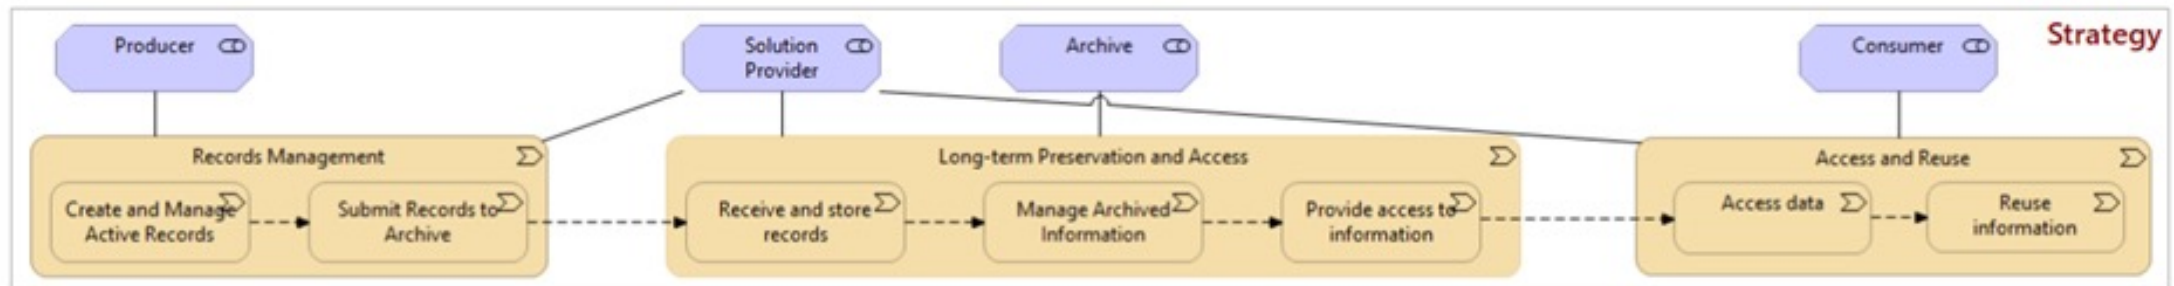 Producer
Solution
Provider
Archive
Consumer
Strategy
Records Management
Create and Manage
Active Records
Submit Records to
Archive
Long-term Preservation and Access
Receive and store
records
Manage Archived
Information
Provide access to
information
Access and Reuse
Access data
Reuse
information